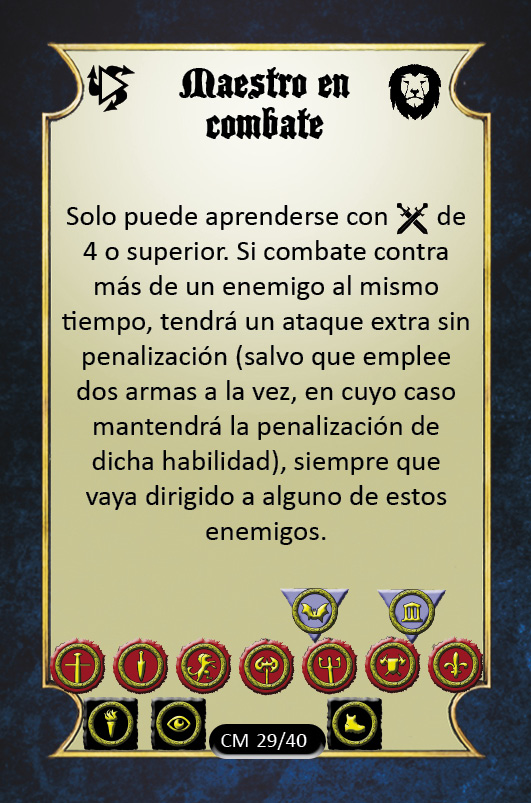 Maestro en
combate
Solo puede aprenderse con de
4 o superior. Si combate contra
más de un enemigo al mismo
tiempo, tendrá un ataque extra sin
penalización (salvo que emplee
dos armas a la vez, en cuyo caso
mantendrá la penalización de
dicha habilidad), siempre que
vaya dirigido a alguno de estos
enemigos.
CM 29/40